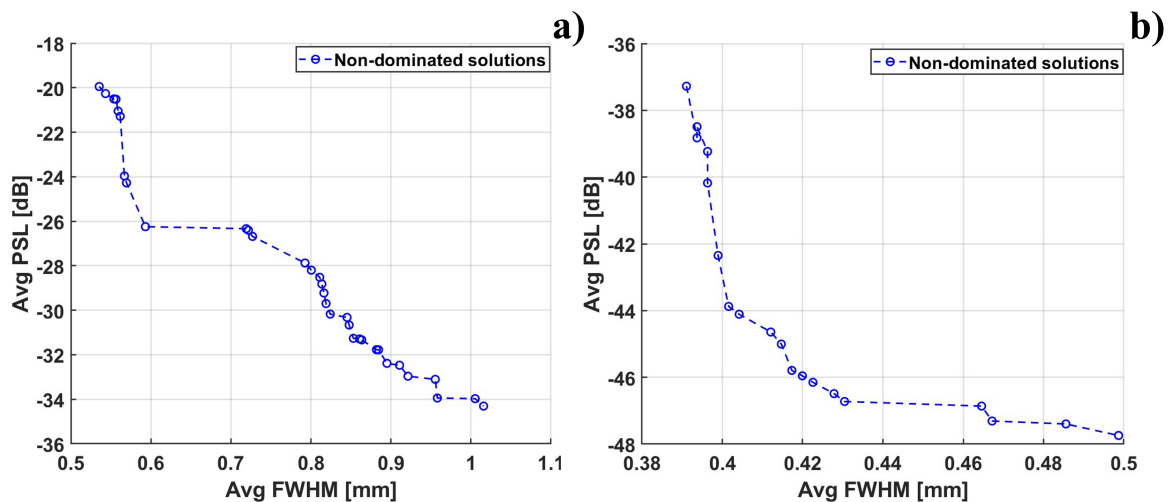 a)
Non-dominated solutions
-18
-20
-22
-24
-26
-28
-30
-32
-34
-36
Avg PSL [dB]
0.5 0.6 0.7 0.8 0.9 1 1.1
Avg FWHM [mm]
b)
Non-dominated solutions
-36
-38
-40
-42
-44
-46
-48
Avg PSL [dB]
0.38 0.4 0.42 0.44 0.46 0.48 0.5
Avg FWHM [mm]